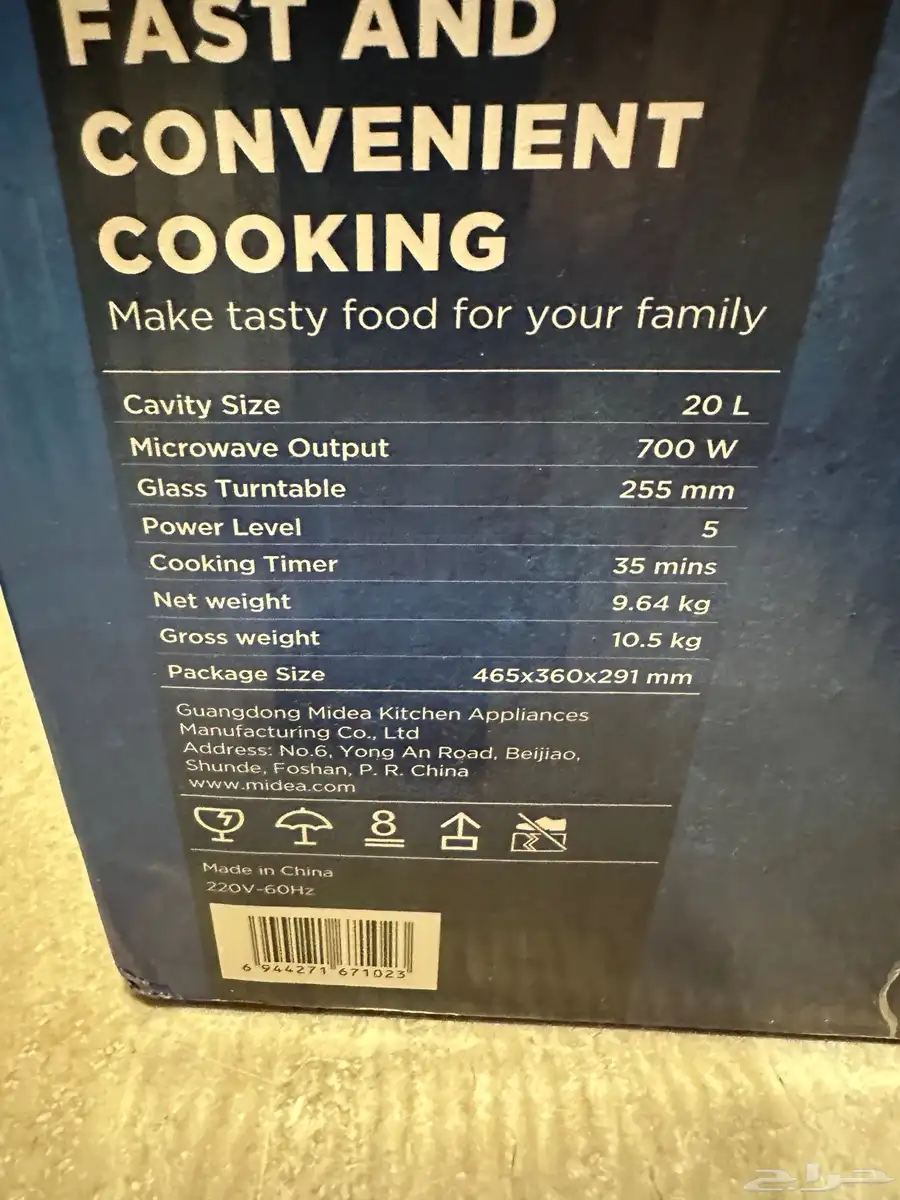 FAST AND
CONVENIENT
COOKING
Make tasty food for your family
Cavity Size 20 L
Microwave Output 700 W
Glass Turntable 255 mm
Power Level 5
Cooking Timer 35 mins
Net weight 9.64 kg
Gross weight 10.5 kg
Package Size 465x360x291 mm
Guangdong Midea Kitchen Appliances
Manufacturing Co., Ltd
Address: No.6, Yong An Road, Beijiao,
Shunde, Foshan, P. R. China
www.midea.com
8
Made in China
220V~60Hz
6 944271 671023
حراج